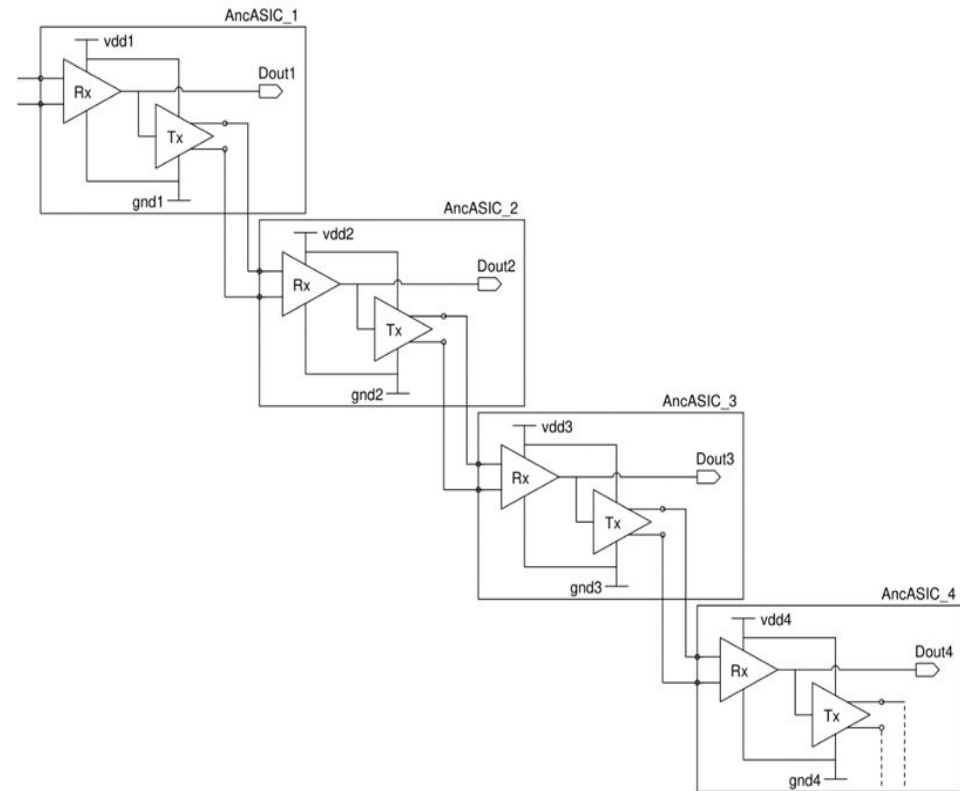 AncASIC_1
vdd1
Dout1
Rx
Tx
gnd1
AncASIC_2
vdd2
Dout2
Rx
Tx
gnd2
AncASIC_3
vdd3
Dout3
Rx
Tx
gnd3
AncASIC_4
vdd4
Dout4
Rx
Tx
gnd4